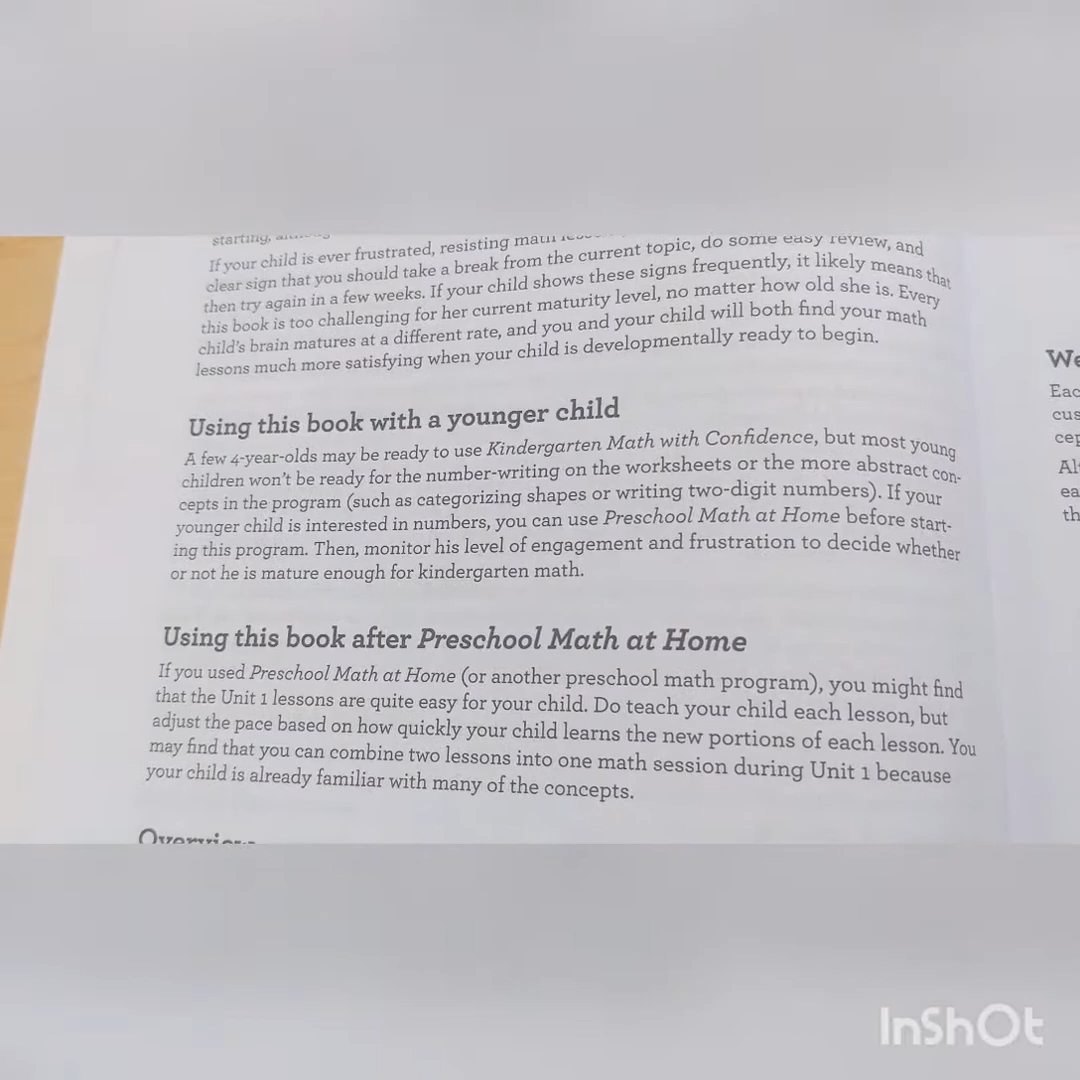 starting,
If your child is ever frustrated, resisting math
clear sign that you should take a break from the current topic, do some easy review, and
then try again in a few weeks. If your child shows these signs frequently, it likely means that
this book is too challenging for her current maturity level, no matter how old she is. Every
child's brain matures at a different rate, and you and your child will both find your math
lessons much more satisfying when your child is developmentally ready to begin.
Using this book with a younger child
A few 4-year-olds may be ready to use Kindergarten Math with Confidence, but most young
children won't be ready for the number-writing on the worksheets or the more abstract con-
cepts in the program (such as categorizing shapes or writing two-digit numbers). If your
younger child is interested in numbers, you can use Preschool Math at Home before start-
ing this program. Then, monitor his level of engagement and frustration to decide whether
or not he is mature enough for kindergarten math.
Using this book after Preschool Math at Home
If you used Preschool Math at Home (or another preschool math program), you might find
that the Unit 1 lessons are quite easy for your child. Do teach your child each lesson, but
adjust the pace based on how quickly your child learns the new portions of each lesson. You
may find that you can combine two lessons into one math session during Unit 1 because
your child is already familiar with many of the concepts.
Overview
We
Eac
cus
cep
Alt
ea
th
InShOt